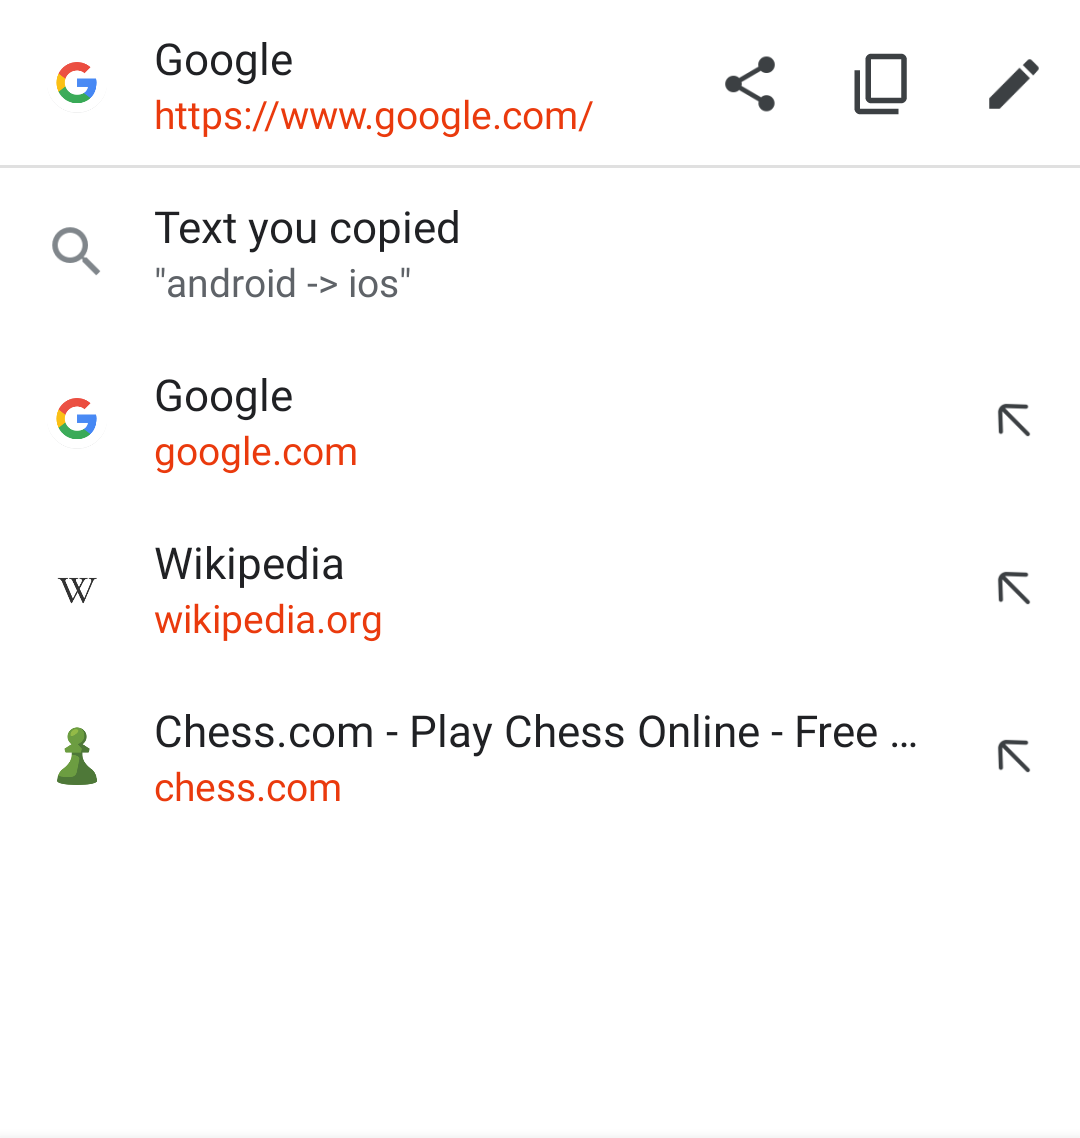 Google
https://www.google.com/
Text you copied
"android -> ios"
Google
google.com
W
Wikipedia
wikipedia.org
Chess.com - Play Chess Online - Free ...
chess.com